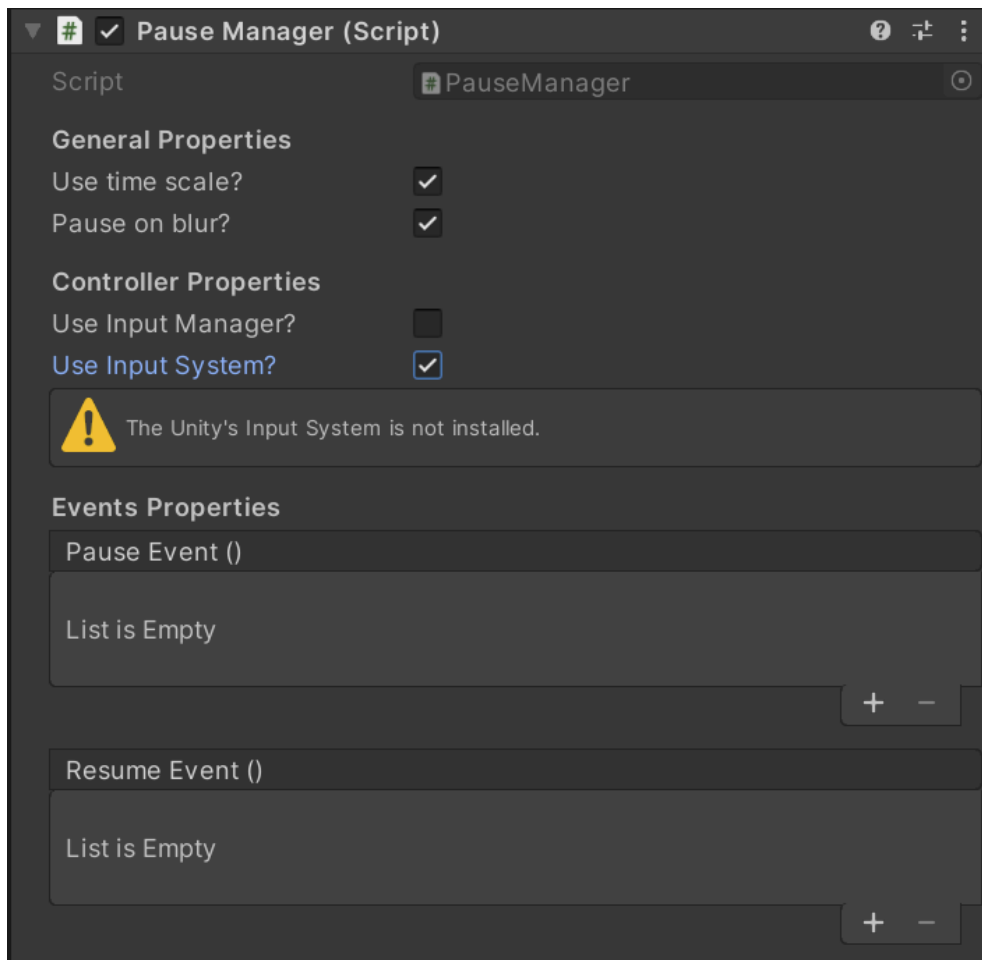 Pause Manager (Script)
Script PauseManager
General Properties
Use time scale?
Pause on blur?
Controller Properties
Use Input Manager?
Use Input System?
The Unity's Input System is not installed.
Events Properties
Pause Event ()
List is Empty
+ −
Resume Event ()
List is Empty
+ −